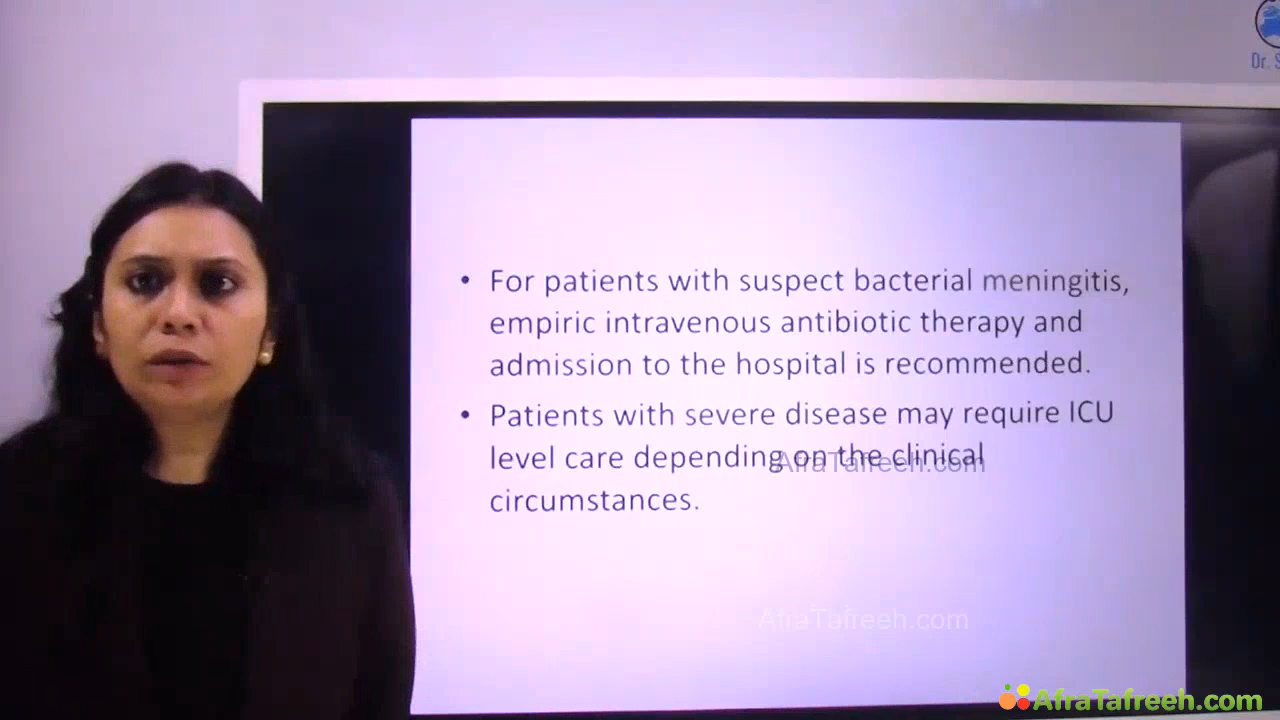 Dr. S
• For patients with suspect bacterial meningitis,
empiric intravenous antibiotic therapy and
admission to the hospital is recommended.
• Patients with severe disease may require ICU
level care depending on the clinical
AfraTafreeh.com
circumstances.
AfraTafreeh.com
AfraTafreeh.com